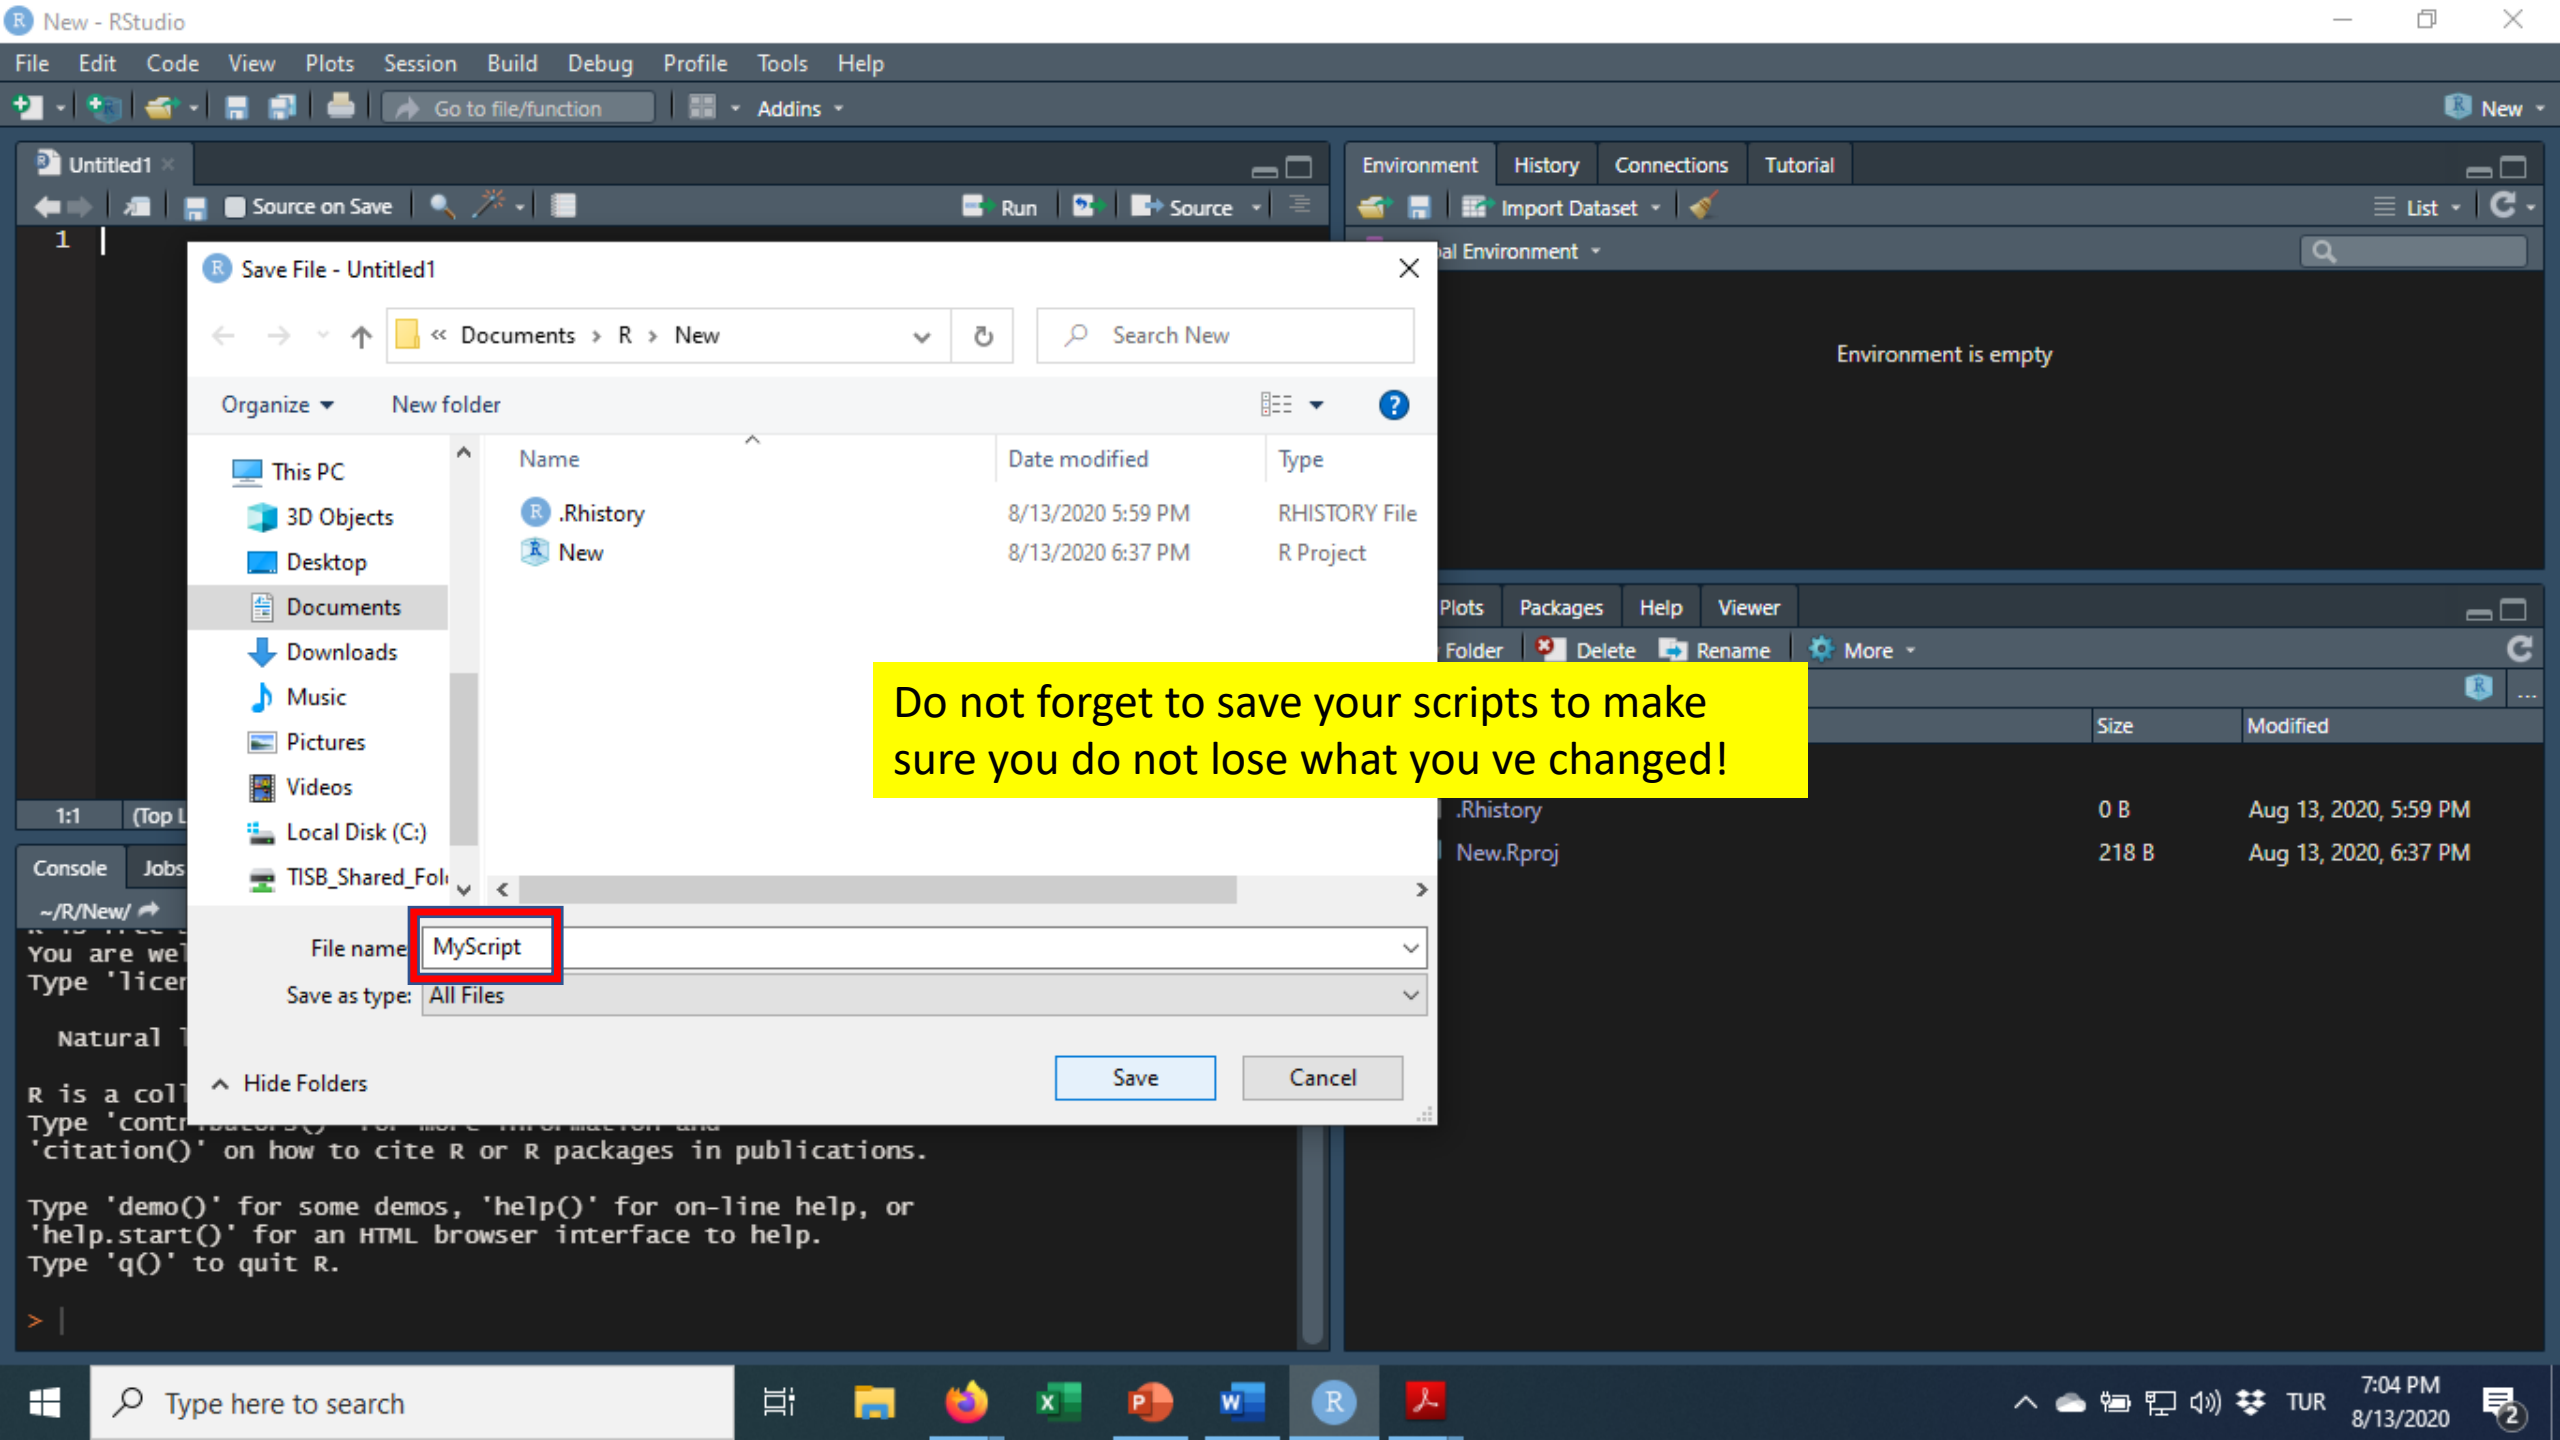 New - RStudio
File Edit Code View Plots Session Build Debug Profile Tools Help
Go to file/function Addins New
Untitled1
Source on Save Run Source
1
Environment History Connections Tutorial
Import Dataset List
al Environment
Environment is empty
Save File - Untitled1
« Documents > R > New
Search New
Organize New folder
Name Date modified Type
This PC
3D Objects
Desktop
Documents
Downloads
Music
Pictures
Videos
Local Disk (C:)
TISB_Shared_Fol
.Rhistory 8/13/2020 5:59 PM RHISTORY File
New 8/13/2020 6:37 PM R Project
File name MyScript
Save as type: All Files
Hide Folders Save Cancel
Do not forget to save your scripts to make
sure you do not lose what you ve changed!
Plots Packages Help Viewer
Folder Delete Rename More
Size Modified
.Rhistory 0 B Aug 13, 2020, 5:59 PM
New.Rproj 218 B Aug 13, 2020, 6:37 PM
1:1 (Top L
Console Jobs
~/R/New/
You are wel
Type 'licen
Natural l
R is a coll
Type 'contributors()' for more information and
'citation()' on how to cite R or R packages in publications.
Type 'demo()' for some demos, 'help()' for on-line help, or
'help.start()' for an HTML browser interface to help.
Type 'q()' to quit R.
>
Type here to search
TUR
7:04 PM
8/13/2020
2